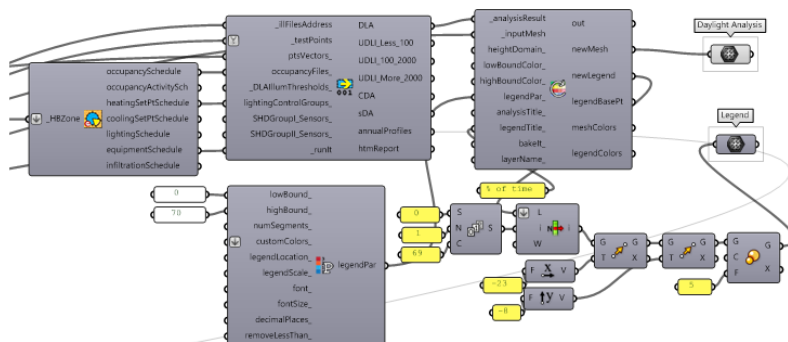 _HBZone
occupancySchedule
occupancyActivitySch
heatingSetPtSchedule
coolingSetPtSchedule
lightingSchedule
equipmentSchedule
infiltrationSchedule
_illFilesAddress
_testPoints
ptsVectors_
occupancyFiles_
_DLAIllumThresholds_
lightingControlGroups_
SHDGroupI_Sensors_
SHDGroupII_Sensors_
_runIt
DLA
UDLI_Less_100
UDLI_100_2000
UDLI_More_2000
CDA
sDA
annualProfiles
htmReport
_analysisResult
_inputMesh
heightDomain_
lowBoundColor_
highBoundColor_
legendPar_
analysisTitle_
legendTitle_
bakeIt_
layerName_
out
newMesh
newLegend
legendBasePt
meshColors
legendColors
Daylight Analysis
Legend
0
70
lowBound_
highBound_
numSegments_
customColors_
legendLocation_
legendScale_
font_
fontSize_
decimalPlaces_
removeLessThan_
legendPar
% of time
0
1
69
S
N
C
S
L
i
W
N
i
-23
-8
F
x
V
F
y
V
G
T
G
X
G
T
G
X
5
G
C
F
G
X